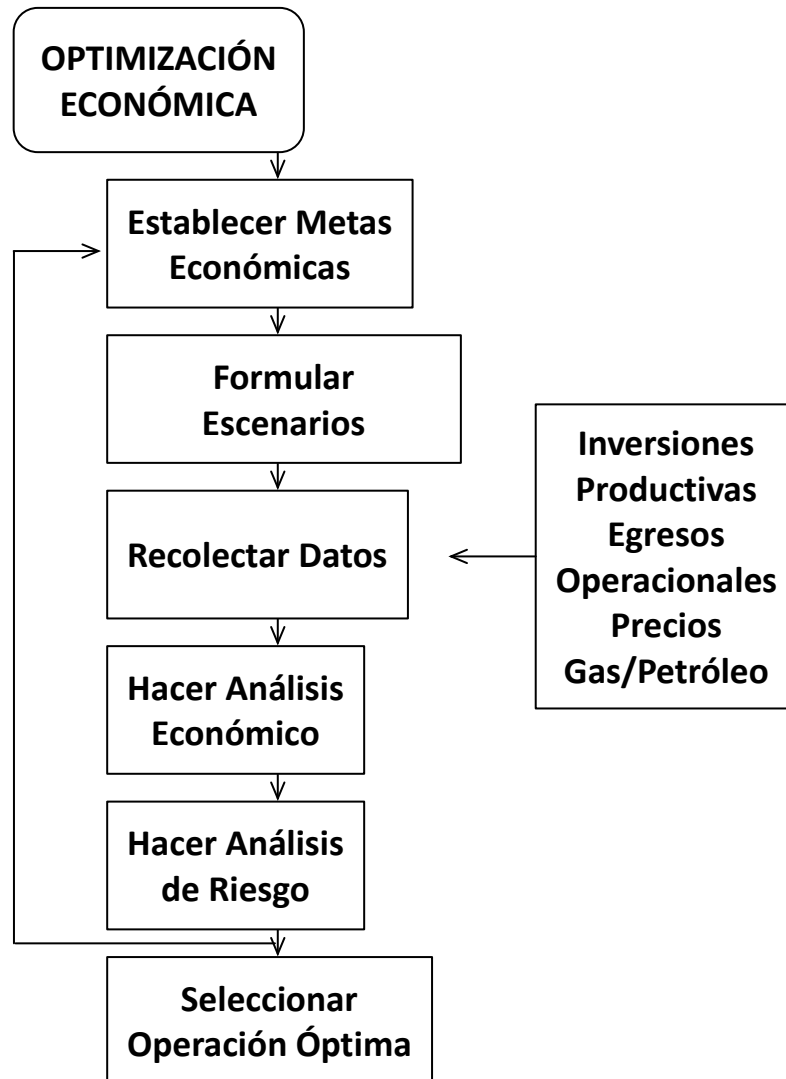 OPTIMIZACIÓN
ECONÓMICA
Establecer Metas
Económicas
Formular
Escenarios
Recolectar Datos
Inversiones
Productivas
Egresos
Operacionales
Precios
Gas/Petróleo
Hacer Análisis
Económico
Hacer Análisis
de Riesgo
Seleccionar
Operación Óptima